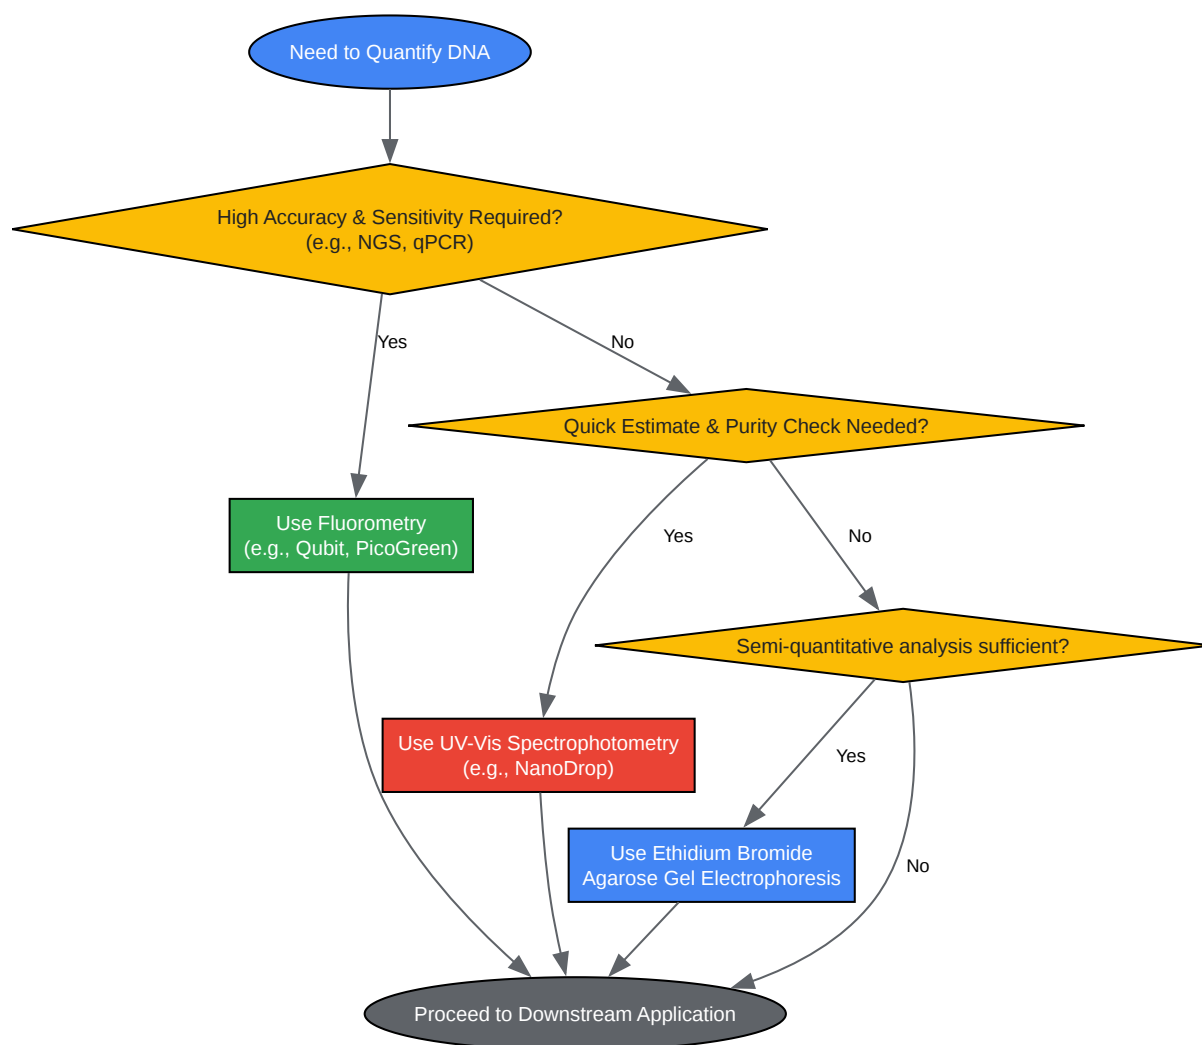 Need to Quantify DNA
High Accuracy & Sensitivity Required?
(e.g., NGS, qPCR)
Yes
No
Quick Estimate & Purity Check Needed?
Use Fluorometry
(e.g., Qubit, PicoGreen)
Yes
No
Semi-quantitative analysis sufficient?
Use UV-Vis Spectrophotometry
(e.g., NanoDrop)
Yes
Use Ethidium Bromide
Agarose Gel Electrophoresis
No
Proceed to Downstream Application